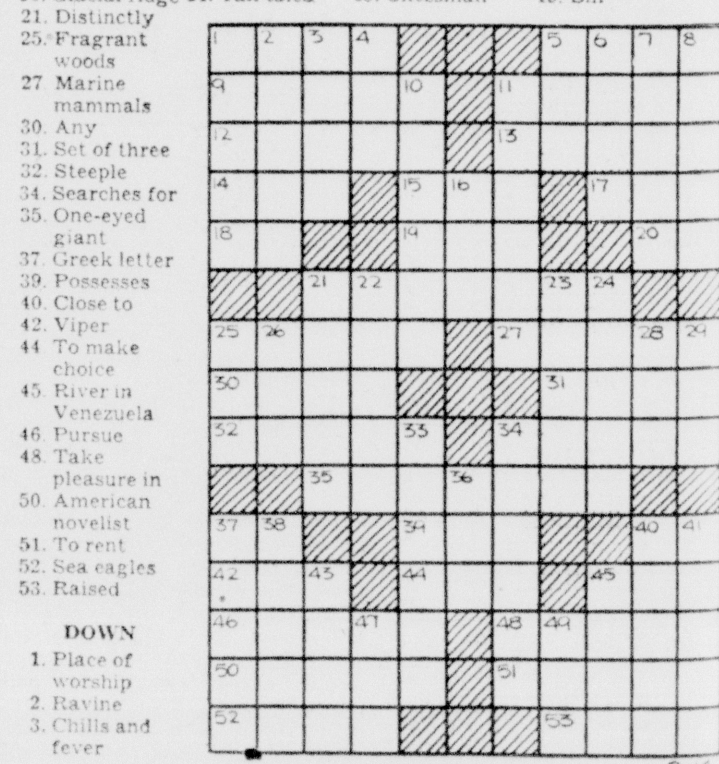 21. Distinctly
25. Fragrant
woods
27. Marine
mammals
30. Any
31. Set of three
32. Steeple
34. Searches for
35. One-eyed
giant
37. Greek letter
39. Possesses
40. Close to
42. Viper
44 To make
choice
45. River in
Venezuela
46. Pursue
48. Take
pleasure in
50. American
novelist
51. To rent
52. Sea eagles
53. Raised
DOWN
1. Place of
worship
2. Ravine
3. Chills and
fever
1 2 3 4 5 6 7 8
9 10 11
12 13
14 15 16 17
18 19 20
21 22 23 24
25 26 27 28 29
30 31
32 33 34
35 36
37 38 39 40 41
42 43 44 45
46 47 48 49
50 51
52 53